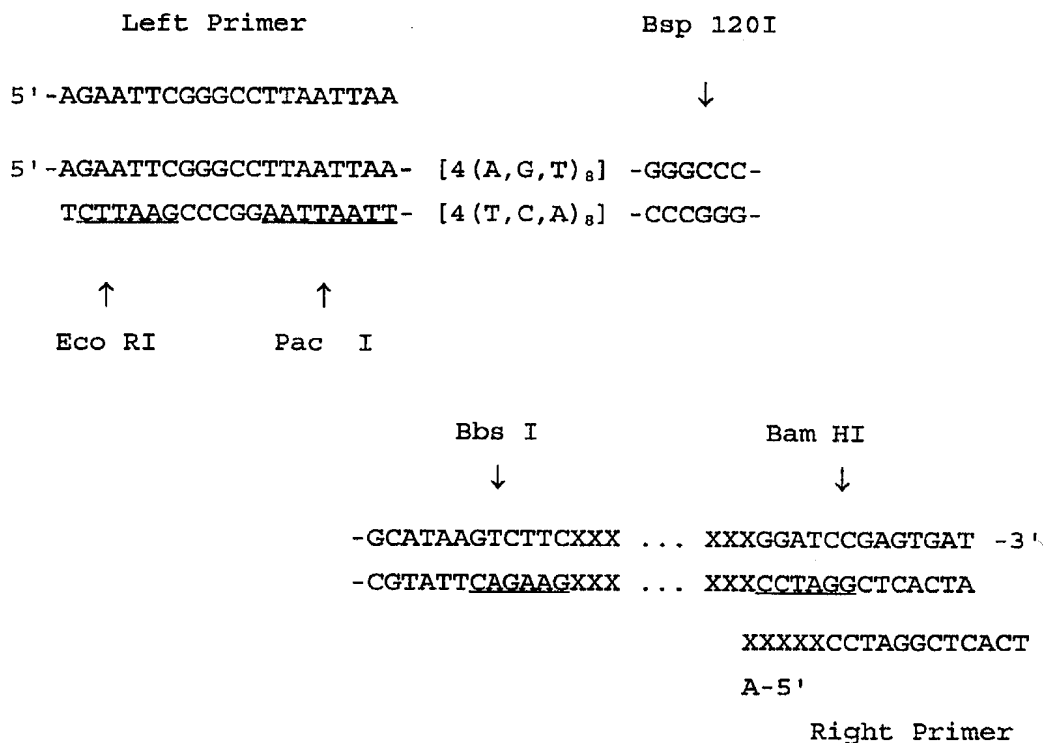 Left Primer Bsp 120I
5'-AGAATTCGGGCCTTAATTAA ↓
5'-AGAATTCGGGCCTTAATTAA- [4(A,G,T)₈] -GGGCCC-
TCTTAAGCCCGGAATTAATT- [4(T,C,A)₈] -CCCGGG-
↑ ↑
Eco RI Pac I
Bbs I Bam HI
↓ ↓
-GCATAAGTCTTCXXX ... XXXGGATCCGAGTGAT -3'
-CGTATTCAGAAGXXX ... XXXCCTAGGCTCACTA
XXXXXCCTAGGCTCACT
A-5'
Right Primer